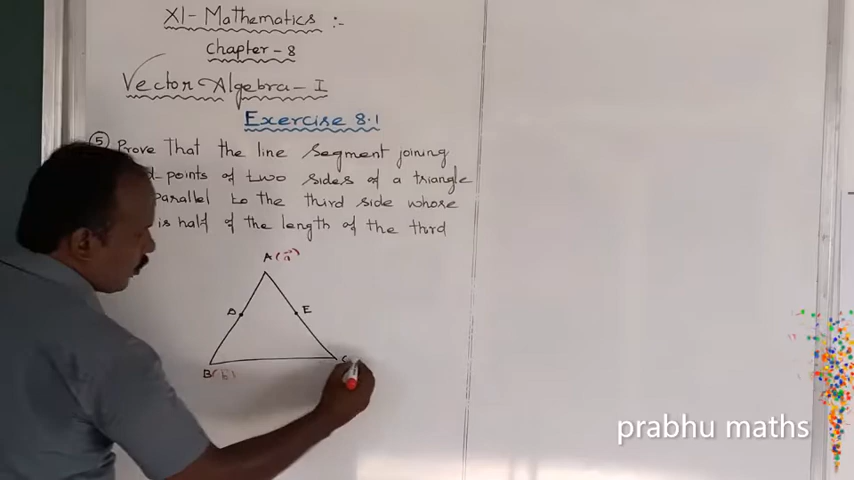 XI- Mathematics :-
Chapter - 8
Vector Algebra - I
Exercise 8.1
5 Prove That the line segment joining
-points of two sides of a triangle
parallel to the third side whose
is half of the length of the third
A (a)
D E
B(b)
prabhu maths